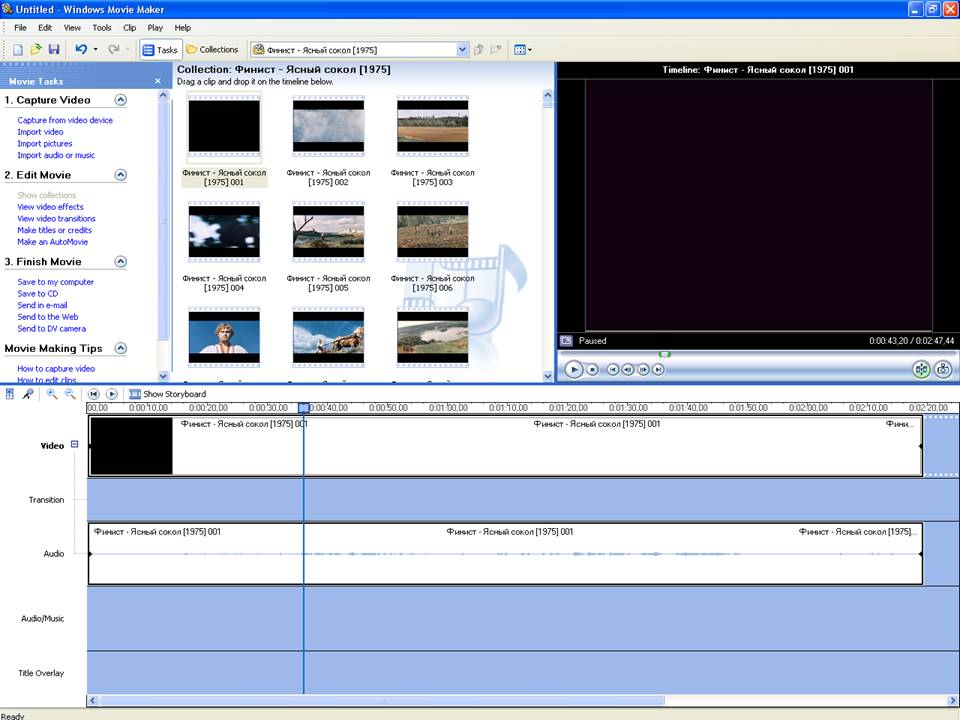 Untitled - Windows Movie Maker
File Edit View Tools Clip Play Help
Tasks Collections Финист - Ясный сокол [1975]
Movie Tasks
1. Capture Video
Capture from video device
Import video
Import pictures
Import audio or music
2. Edit Movie
Show collections
View video effects
View video transitions
Make titles or credits
Make an AutoMovie
3. Finish Movie
Save to my computer
Save to CD
Send in e-mail
Send to the Web
Send to DV camera
Movie Making Tips
How to capture video
How to edit clips
Collection: Финист - Ясный сокол [1975]
Drag a clip and drop it on the timeline below.
Финист - Ясный сокол [1975] 001
Финист - Ясный сокол [1975] 002
Финист - Ясный сокол [1975] 003
Финист - Ясный сокол [1975] 004
Финист - Ясный сокол [1975] 005
Финист - Ясный сокол [1975] 006
Timeline: Финист - Ясный сокол [1975] 001
Paused 0:00:43,20 / 0:02:47,44
Show Storyboard
00,00 0:00:10,00 0:00:20,00 0:00:30,00 0:00:40,00 0:00:50,00 0:01:00,00 0:01:10,00 0:01:20,00 0:01:30,00 0:01:40,00 0:01:50,00 0:02:00,00 0:02:10,00 0:02:20,00
Video Финист - Ясный сокол [1975] 001 Финист - Ясный сокол [1975] 001 Фини...
Transition
Финист - Ясный сокол [1975] 001 Финист - Ясный сокол [1975] 001 Финист - Ясный сокол [1975]...
Audio
Audio/Music
Title Overlay
Ready